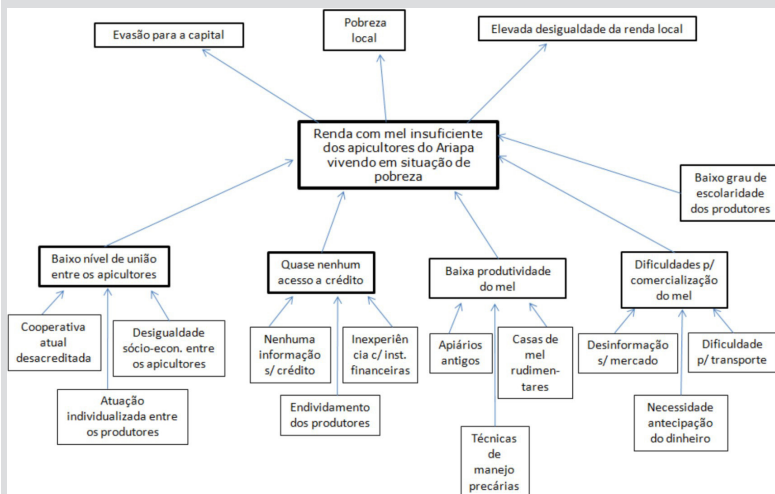 Evasão para a capital
Pobreza
local
Elevada desigualdade da renda local
Renda com mel insuficiente
dos apicultores do Ariapa
vivendo em situação de
pobreza
Baixo grau de
escolaridade
dos produtores
Baixo nível de união
entre os apicultores
Quase nenhum
acesso a crédito
Baixa produtividade
do mel
Dificuldades p/
comercialização
do mel
Cooperativa
atual
desacreditada
Desigualdade
sócio-econ. entre
os apicultores
Nenhuma
informação
s/ crédito
Inexperiên
cia c/ inst.
financeiras
Apiários
antigos
Casas de
mel
rudimen-
tares
Desinformação
s/ mercado
Dificuldade
p/ transporte
Atuação
individualizada entre
os produtores
Endividamento
dos produtores
Técnicas
de
manejo
precárias
Necessidade
antecipação
do dinheiro